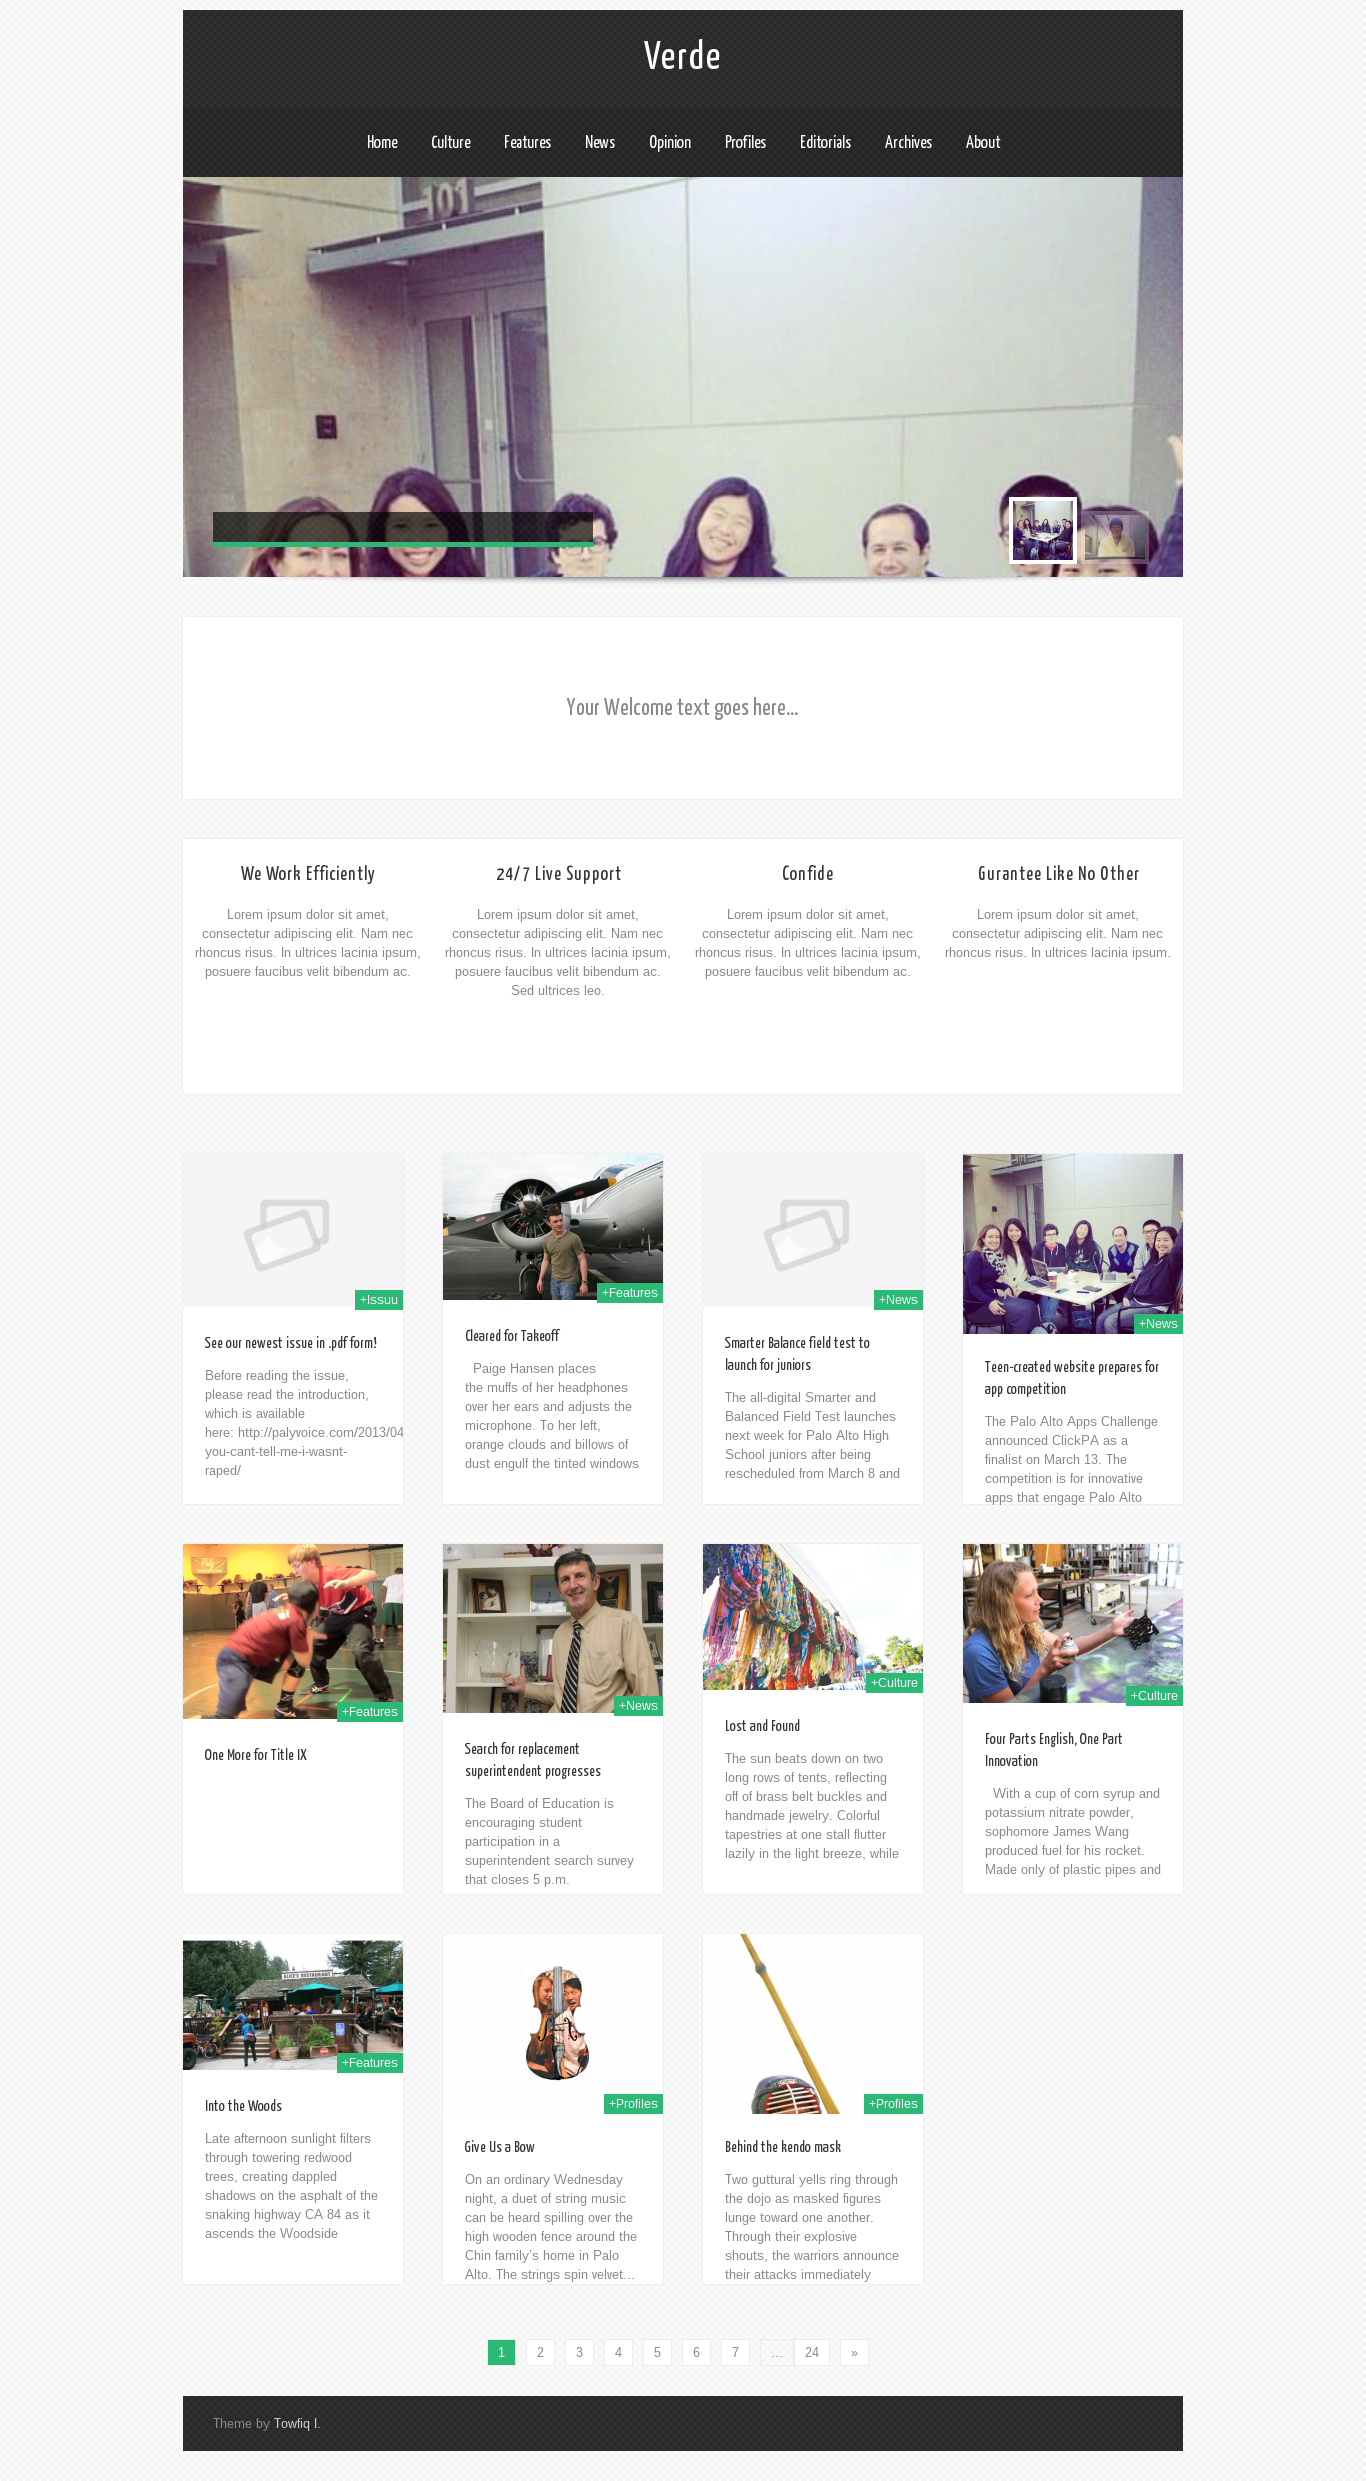 Verde
Home Culture Features News Opinion Profiles Editorials Archives About
101
Your Welcome text goes here...
We Work Efficiently
Lorem ipsum dolor sit amet,
consectetur adipiscing elit. Nam nec
rhoncus risus. In ultrices lacinia ipsum,
posuere faucibus velit bibendum ac.
24/7 Live Support
Lorem ipsum dolor sit amet,
consectetur adipiscing elit. Nam nec
rhoncus risus. In ultrices lacinia ipsum,
posuere faucibus velit bibendum ac.
Sed ultrices leo.
Confide
Lorem ipsum dolor sit amet,
consectetur adipiscing elit. Nam nec
rhoncus risus. In ultrices lacinia ipsum,
posuere faucibus velit bibendum ac.
Gurantee Like No Other
Lorem ipsum dolor sit amet,
consectetur adipiscing elit. Nam nec
rhoncus risus. In ultrices lacinia ipsum.
+Issuu
See our newest issue in .pdf form!
Before reading the issue,
please read the introduction,
which is available
here: http://palyvoice.com/2013/04
you-cant-tell-me-i-wasnt-
raped/
+Features
Cleared for Takeoff
Paige Hansen places
the muffs of her headphones
over her ears and adjusts the
microphone. To her left,
orange clouds and billows of
dust engulf the tinted windows
+News
Smarter Balance field test to
launch for juniors
The all-digital Smarter and
Balanced Field Test launches
next week for Palo Alto High
School juniors after being
rescheduled from March 8 and
+News
Teen-created website prepares for
app competition
The Palo Alto Apps Challenge
announced ClickPA as a
finalist on March 13. The
competition is for innovative
apps that engage Palo Alto
+Features
One More for Title IX
+News
Search for replacement
superintendent progresses
The Board of Education is
encouraging student
participation in a
superintendent search survey
that closes 5 p.m.
+Culture
Lost and Found
The sun beats down on two
long rows of tents, reflecting
off of brass belt buckles and
handmade jewelry. Colorful
tapestries at one stall flutter
lazily in the light breeze, while
+Culture
Four Parts English, One Part
Innovation
With a cup of corn syrup and
potassium nitrate powder,
sophomore James Wang
produced fuel for his rocket.
Made only of plastic pipes and
ALICE'S RESTAURANT
+Features
Into the Woods
Late afternoon sunlight filters
through towering redwood
trees, creating dappled
shadows on the asphalt of the
snaking highway CA 84 as it
ascends the Woodside
+Profiles
Give Us a Bow
On an ordinary Wednesday
night, a duet of string music
can be heard spilling over the
high wooden fence around the
Chin family’s home in Palo
Alto. The strings spin velvet...
+Profiles
Behind the kendo mask
Two guttural yells ring through
the dojo as masked figures
lunge toward one another.
Through their explosive
shouts, the warriors announce
their attacks immediately
1 2 3 4 5 6 7 ... 24 »
Theme by Towfiq I.